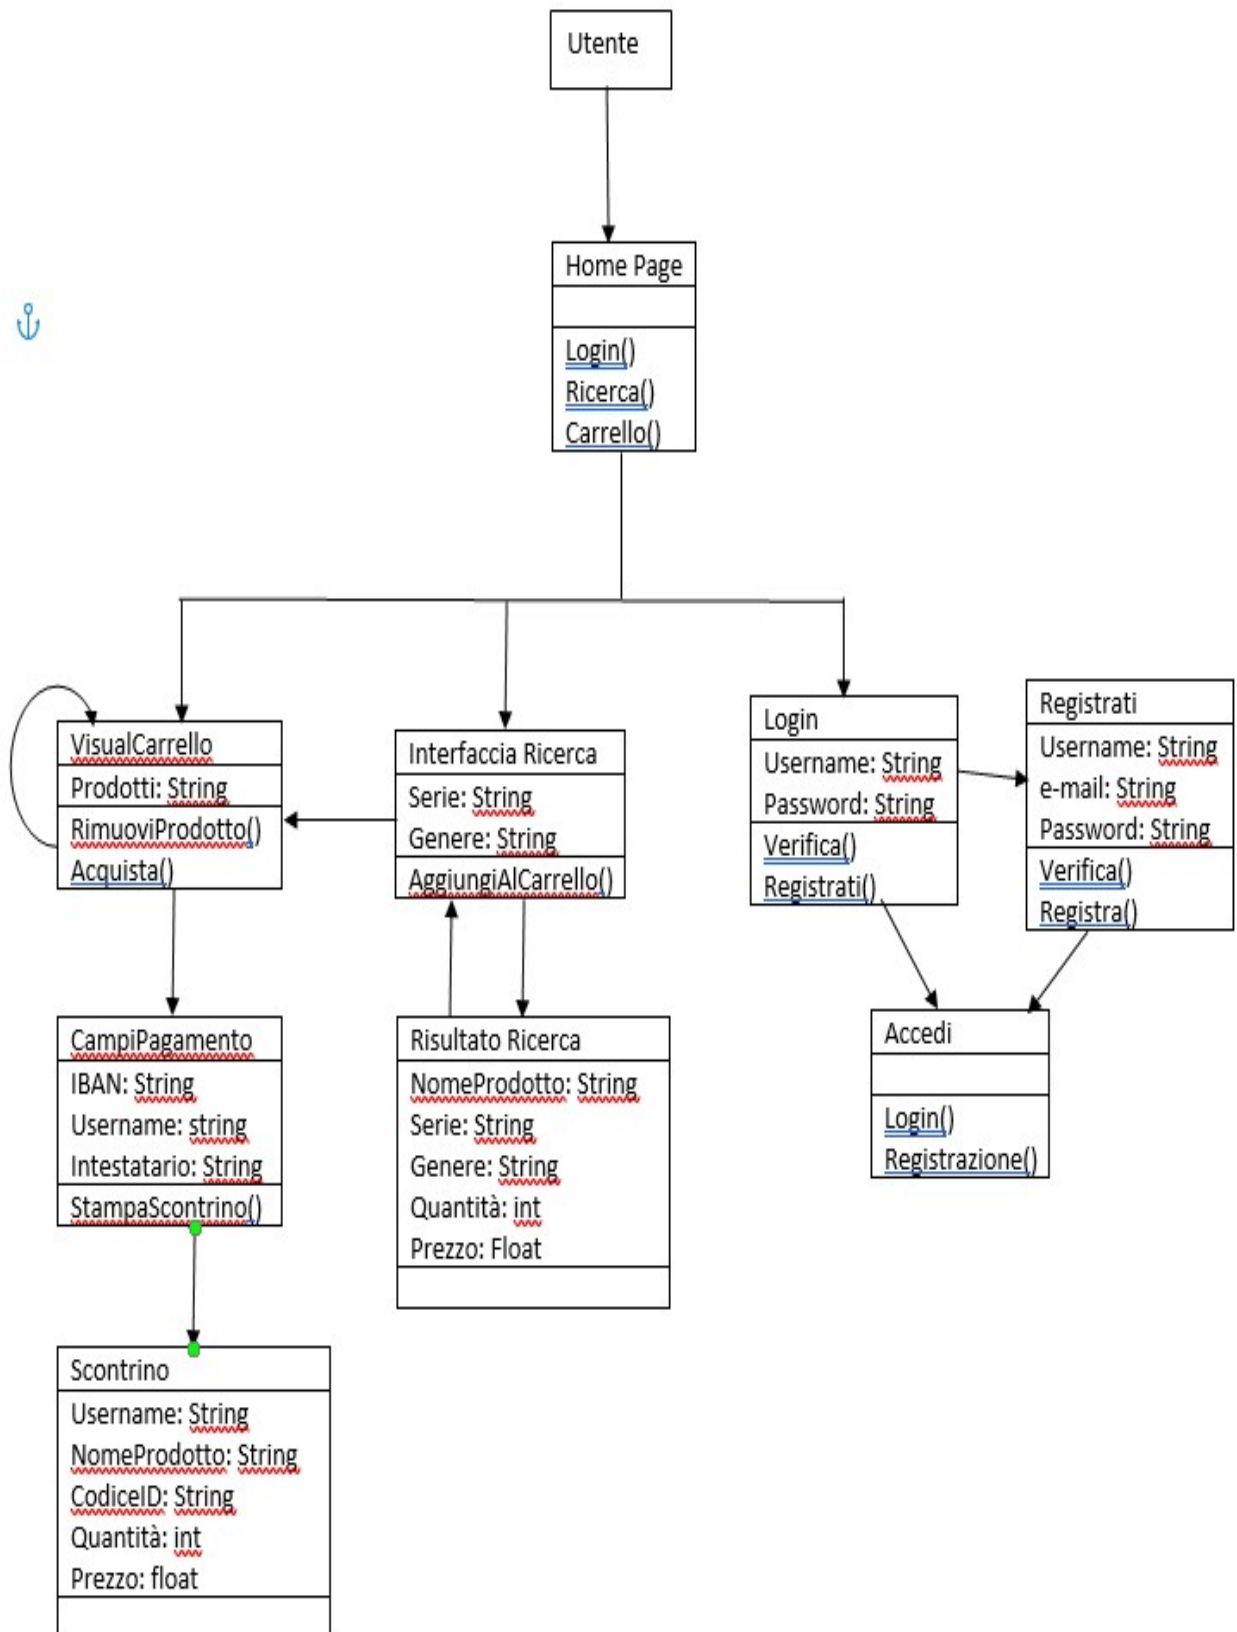 Utente
Home Page
Login()
Ricerca()
Carrello()
VisualCarrello
Prodotti: String
RimuoviProdotto()
Acquista()
Interfaccia Ricerca
Serie: String
Genere: String
AggiungiAlCarrello()
Login
Username: String
Password: String
Verifica()
Registrati()
Registrati
Username: String
e-mail: String
Password: String
Verifica()
Registra()
CampiPagamento
IBAN: String
Username: string
Intestatario: String
StampaScontrino()
Risultato Ricerca
NomeProdotto: String
Serie: String
Genere: String
Quantità: int
Prezzo: Float
Accedi
Login()
Registrazione()
Scontrino
Username: String
NomeProdotto: String
CodiceID: String
Quantità: int
Prezzo: float